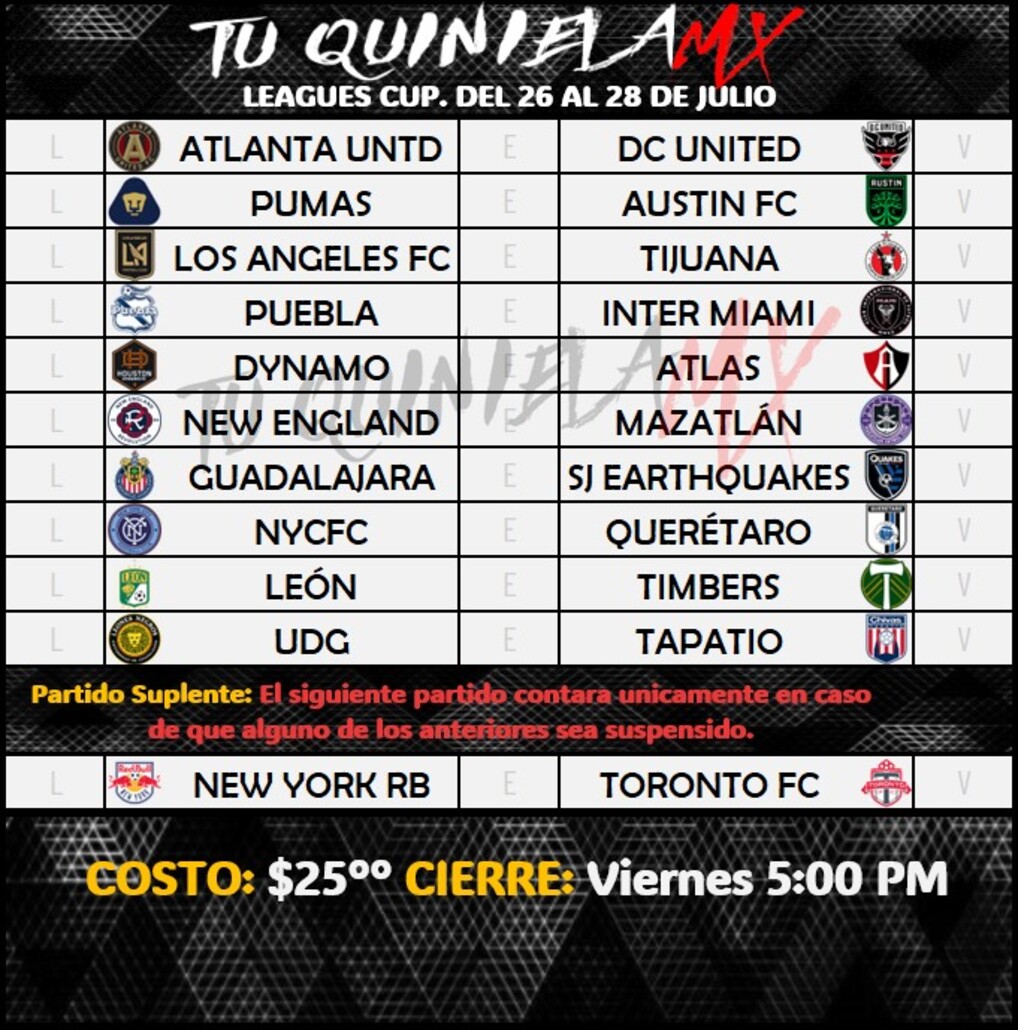 TU QUINIELAMX
LEAGUES CUP. DEL 26 AL 28 DE JULIO
L ATLANTA UNTD E DC UNITED V
L PUMAS E AUSTIN FC V
L LOS ANGELES FC E TIJUANA V
L PUEBLA E INTER MIAMI V
L DYNAMO E ATLAS V
L NEW ENGLAND E MAZATLÁN V
L GUADALAJARA E SJ EARTHQUAKES V
L NYCFC E QUERÉTARO V
L LEÓN E TIMBERS V
L UDG E TAPATIO V
TU QUINIELAMX
Partido Suplente: El siguiente partido contara unicamente en caso
de que alguno de los anteriores sea suspendido.
L NEW YORK RB E TORONTO FC V
COSTO: $25°° CIERRE: Viernes 5:00 PM